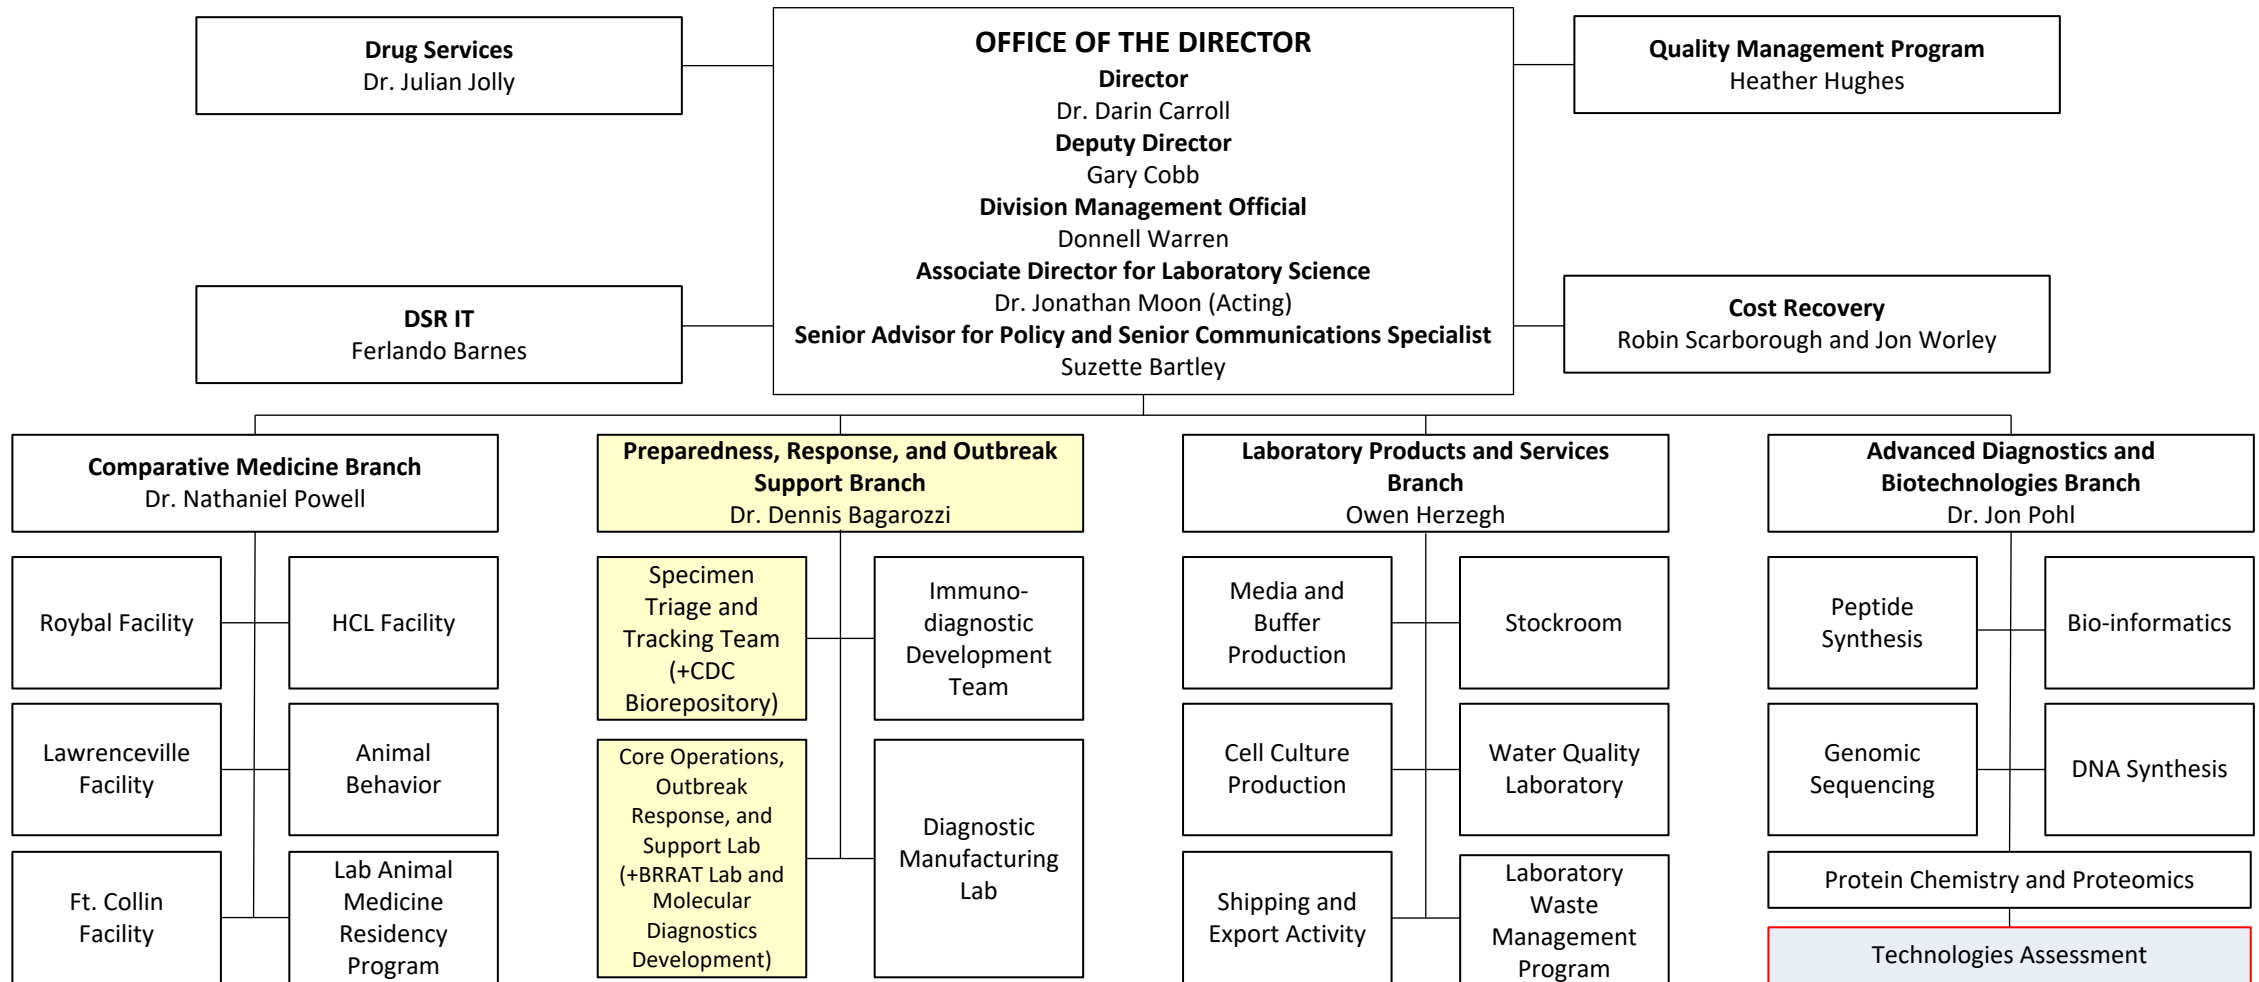 Drug Services
Dr. Julian Jolly
OFFICE OF THE DIRECTOR
Director
Dr. Darin Carroll
Deputy Director
Gary Cobb
Division Management Official
Donnell Warren
Associate Director for Laboratory Science
Dr. Jonathan Moon (Acting)
Senior Advisor for Policy and Senior Communications Specialist
Suzette Bartley
Quality Management Program
Heather Hughes
DSR IT
Ferlando Barnes
Cost Recovery
Robin Scarborough and Jon Worley
Comparative Medicine Branch
Dr. Nathaniel Powell
Preparedness, Response, and Outbreak
Support Branch
Dr. Dennis Bagarozzi
Laboratory Products and Services
Branch
Owen Herzegh
Advanced Diagnostics and
Biotechnologies Branch
Dr. Jon Pohl
Roybal Facility
HCL Facility
Lawrenceville
Facility
Animal
Behavior
Ft. Collin
Facility
Lab Animal
Medicine
Residency
Program
Specimen
Triage and
Tracking Team
(+CDC
Biorepository)
Immuno-
diagnostic
Development
Team
Core Operations,
Outbreak
Response, and
Support Lab
(+BRRAT Lab and
Molecular
Diagnostics
Development)
Diagnostic
Manufacturing
Lab
Media and
Buffer
Production
Stockroom
Cell Culture
Production
Water Quality
Laboratory
Shipping and
Export Activity
Laboratory
Waste
Management
Program
Peptide
Synthesis
Bio-informatics
Genomic
Sequencing
DNA Synthesis
Protein Chemistry and Proteomics
Technologies Assessment